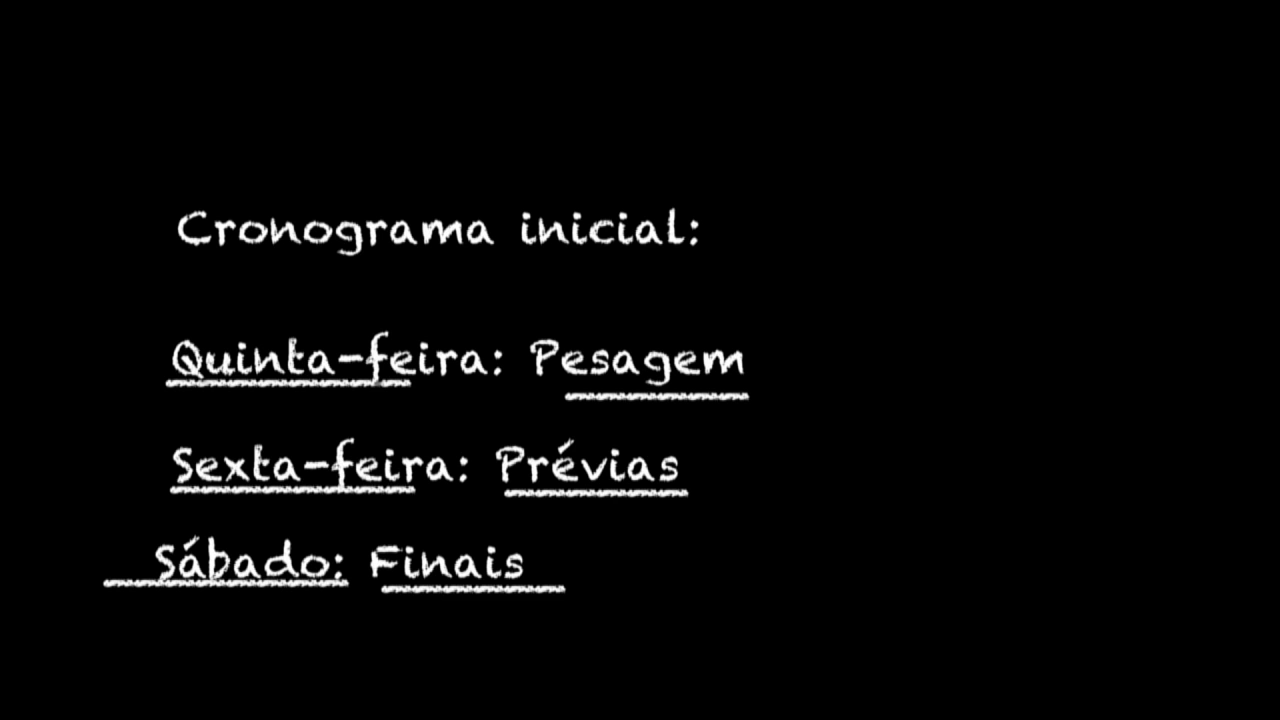 Cronograma inicial:
Quinta-feira: Pesagem
Sexta-feira: Prévias
Sábado: Finais